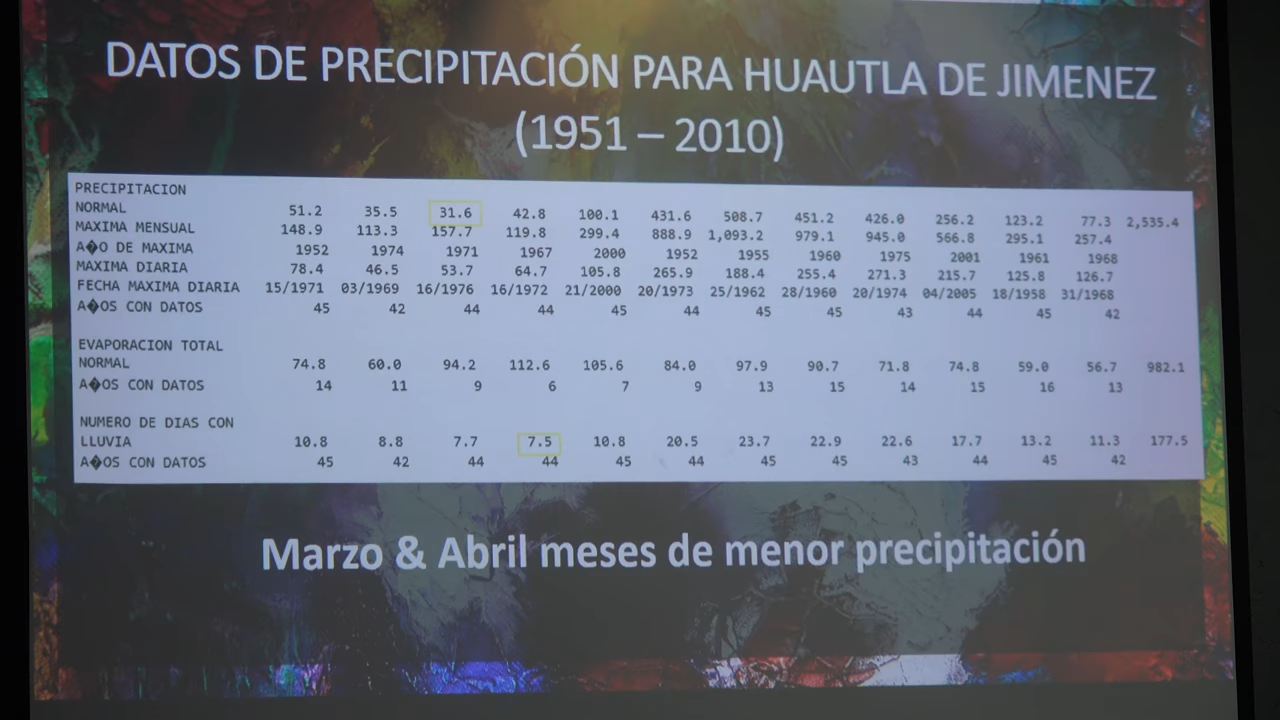 DATOS DE PRECIPITACIÓN PARA HUAUTLA DE JIMENEZ
(1951 – 2010)
PRECIPITACION
NORMAL 51.2 35.5 31.6 42.8 100.1 431.6 508.7 451.2 426.0 256.2 123.2 77.3 2,535.4
MAXIMA MENSUAL 148.9 113.3 157.7 119.8 299.4 888.9 1,093.2 979.1 945.0 566.8 295.1 257.4
A�O DE MAXIMA 1952 1974 1971 1967 2000 1952 1955 1960 1975 2001 1961 1968
MAXIMA DIARIA 78.4 46.5 53.7 64.7 105.8 265.9 188.4 255.4 271.3 215.7 125.8 126.7
FECHA MAXIMA DIARIA 15/1971 03/1969 16/1976 16/1972 21/2000 20/1973 25/1962 28/1960 20/1974 04/2005 18/1958 31/1968
A�OS CON DATOS 45 42 44 44 45 44 45 45 43 44 45 42
EVAPORACION TOTAL
NORMAL 74.8 60.0 94.2 112.6 105.6 84.0 97.9 90.7 71.8 74.8 59.0 56.7 982.1
A�OS CON DATOS 14 11 9 6 7 9 13 15 14 15 16 13
NUMERO DE DIAS CON
LLUVIA 10.8 8.8 7.7 7.5 10.8 20.5 23.7 22.9 22.6 17.7 13.2 11.3 177.5
A�OS CON DATOS 45 42 44 44 45 44 45 45 43 44 45 42
Marzo & Abril meses de menor precipitación